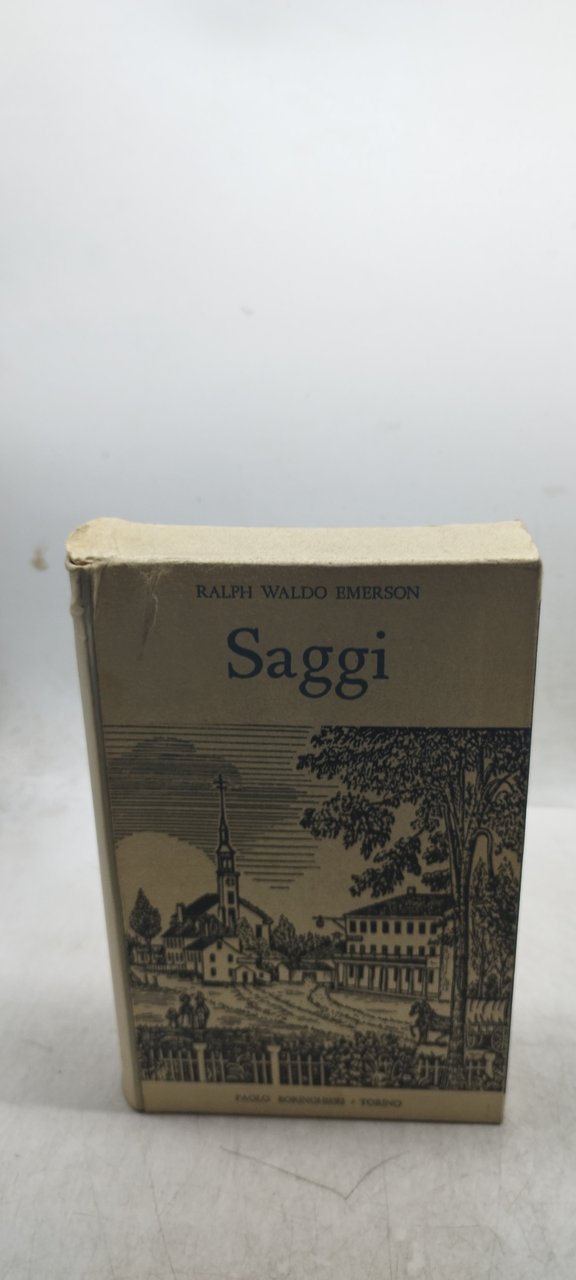 RALPH WALDO EMERSON
Saggi
PAOLO BORINGHIERI • TORINO